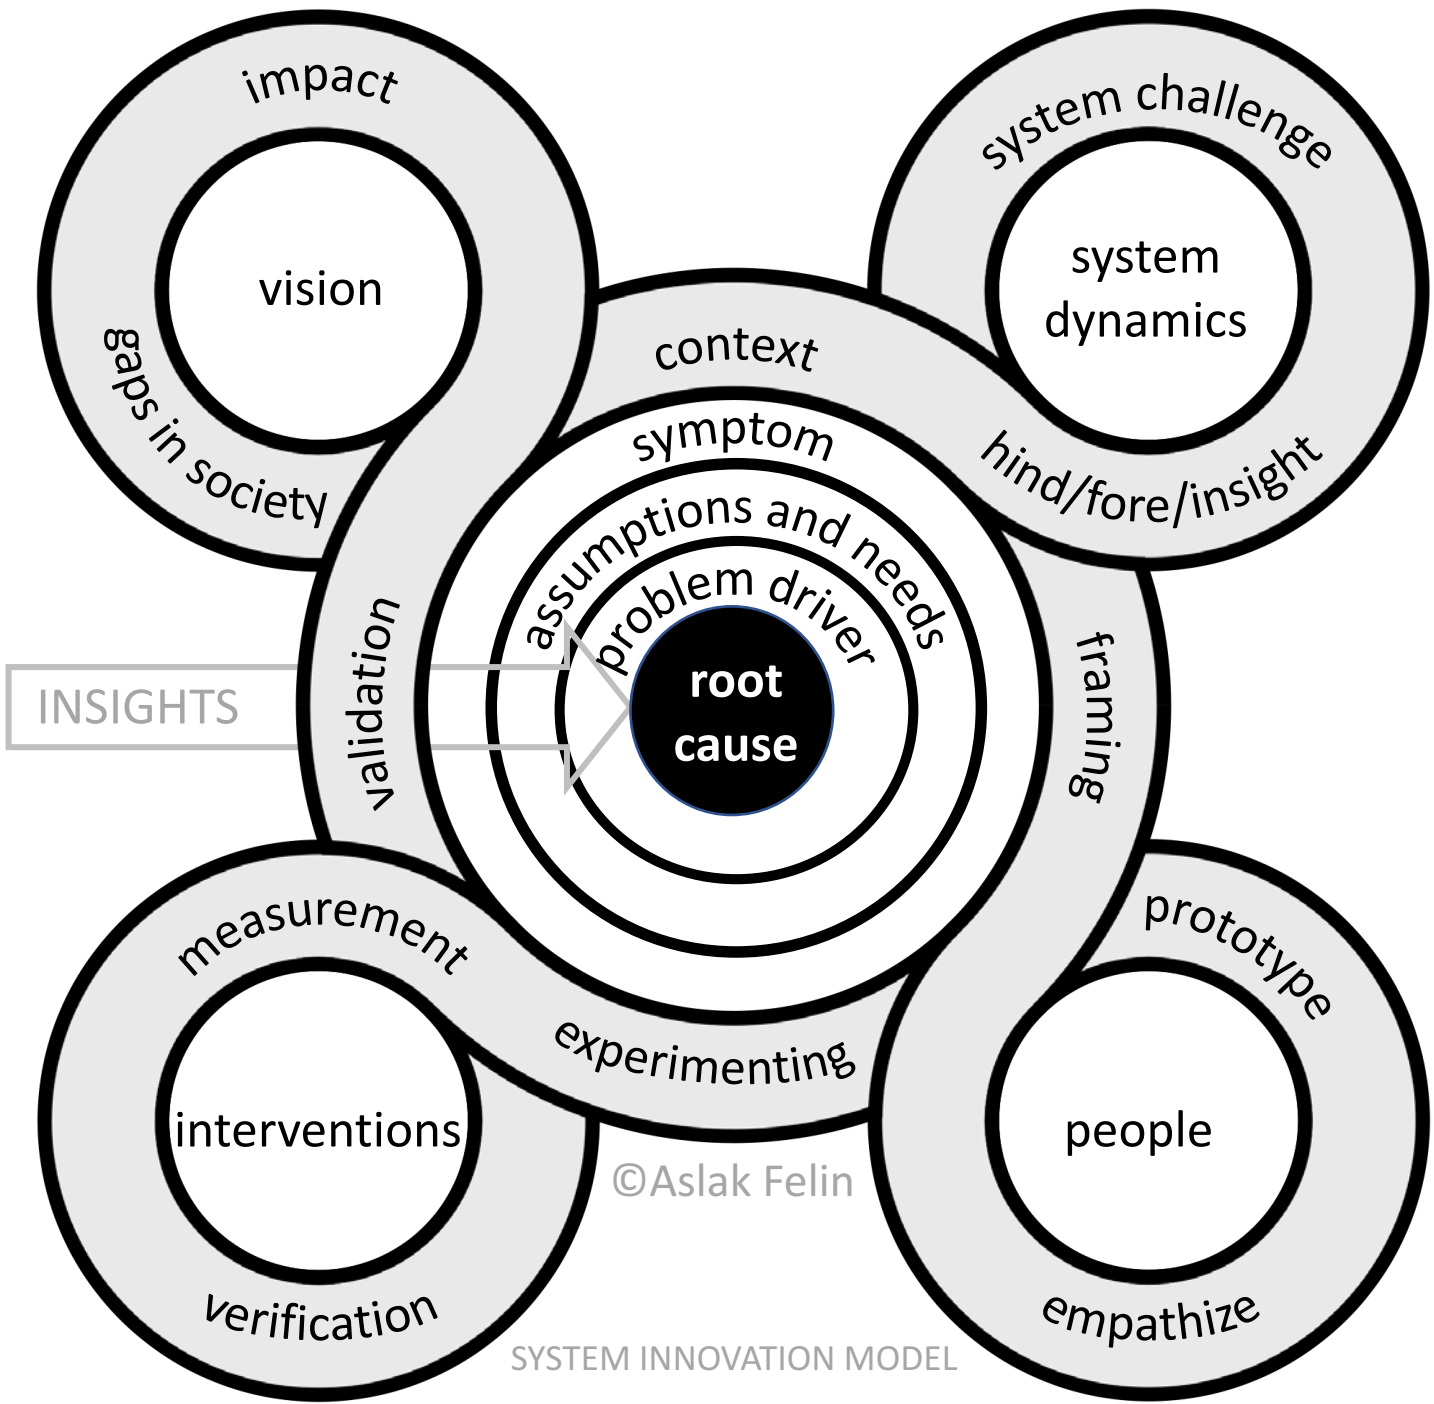 impact
vision
gaps in society
system challenge
system
dynamics
hind/fore/insight
context
symptom
assumptions and needs
problem driver
root
cause
INSIGHTS
validation
framing
measurement
interventions
verification
experimenting
prototype
people
empathize
©Aslak Felin
SYSTEM INNOVATION MODEL